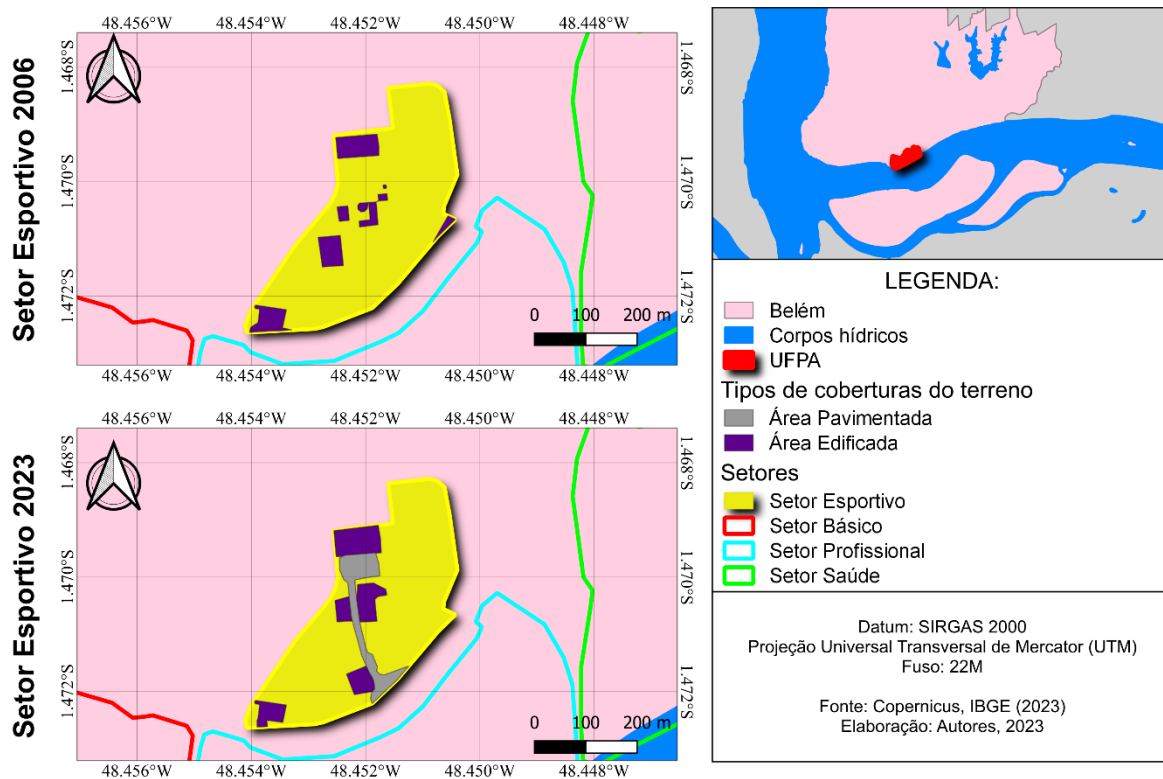 Setor Esportivo 2006
48.456°W 48.454°W 48.452°W 48.450°W 48.448°W
1.468°S 1.468°S
1.470°S 1.470°S
1.472°S 1.472°S
0 100 200 m
48.456°W 48.454°W 48.452°W 48.450°W 48.448°W
Setor Esportivo 2023
48.456°W 48.454°W 48.452°W 48.450°W 48.448°W
1.468°S 1.468°S
1.470°S 1.470°S
1.472°S 1.472°S
0 100 200 m
48.456°W 48.454°W 48.452°W 48.450°W 48.448°W
LEGENDA:
Belém
Corpos hídricos
UFPA
Tipos de coberturas do terreno
Área Pavimentada
Área Edificada
Setores
Setor Esportivo
Setor Básico
Setor Profissional
Setor Saúde
Datum: SIRGAS 2000
Projeção Universal Transversal de Mercator (UTM)
Fuso: 22M
Fonte: Copernicus, IBGE (2023)
Elaboração: Autores, 2023